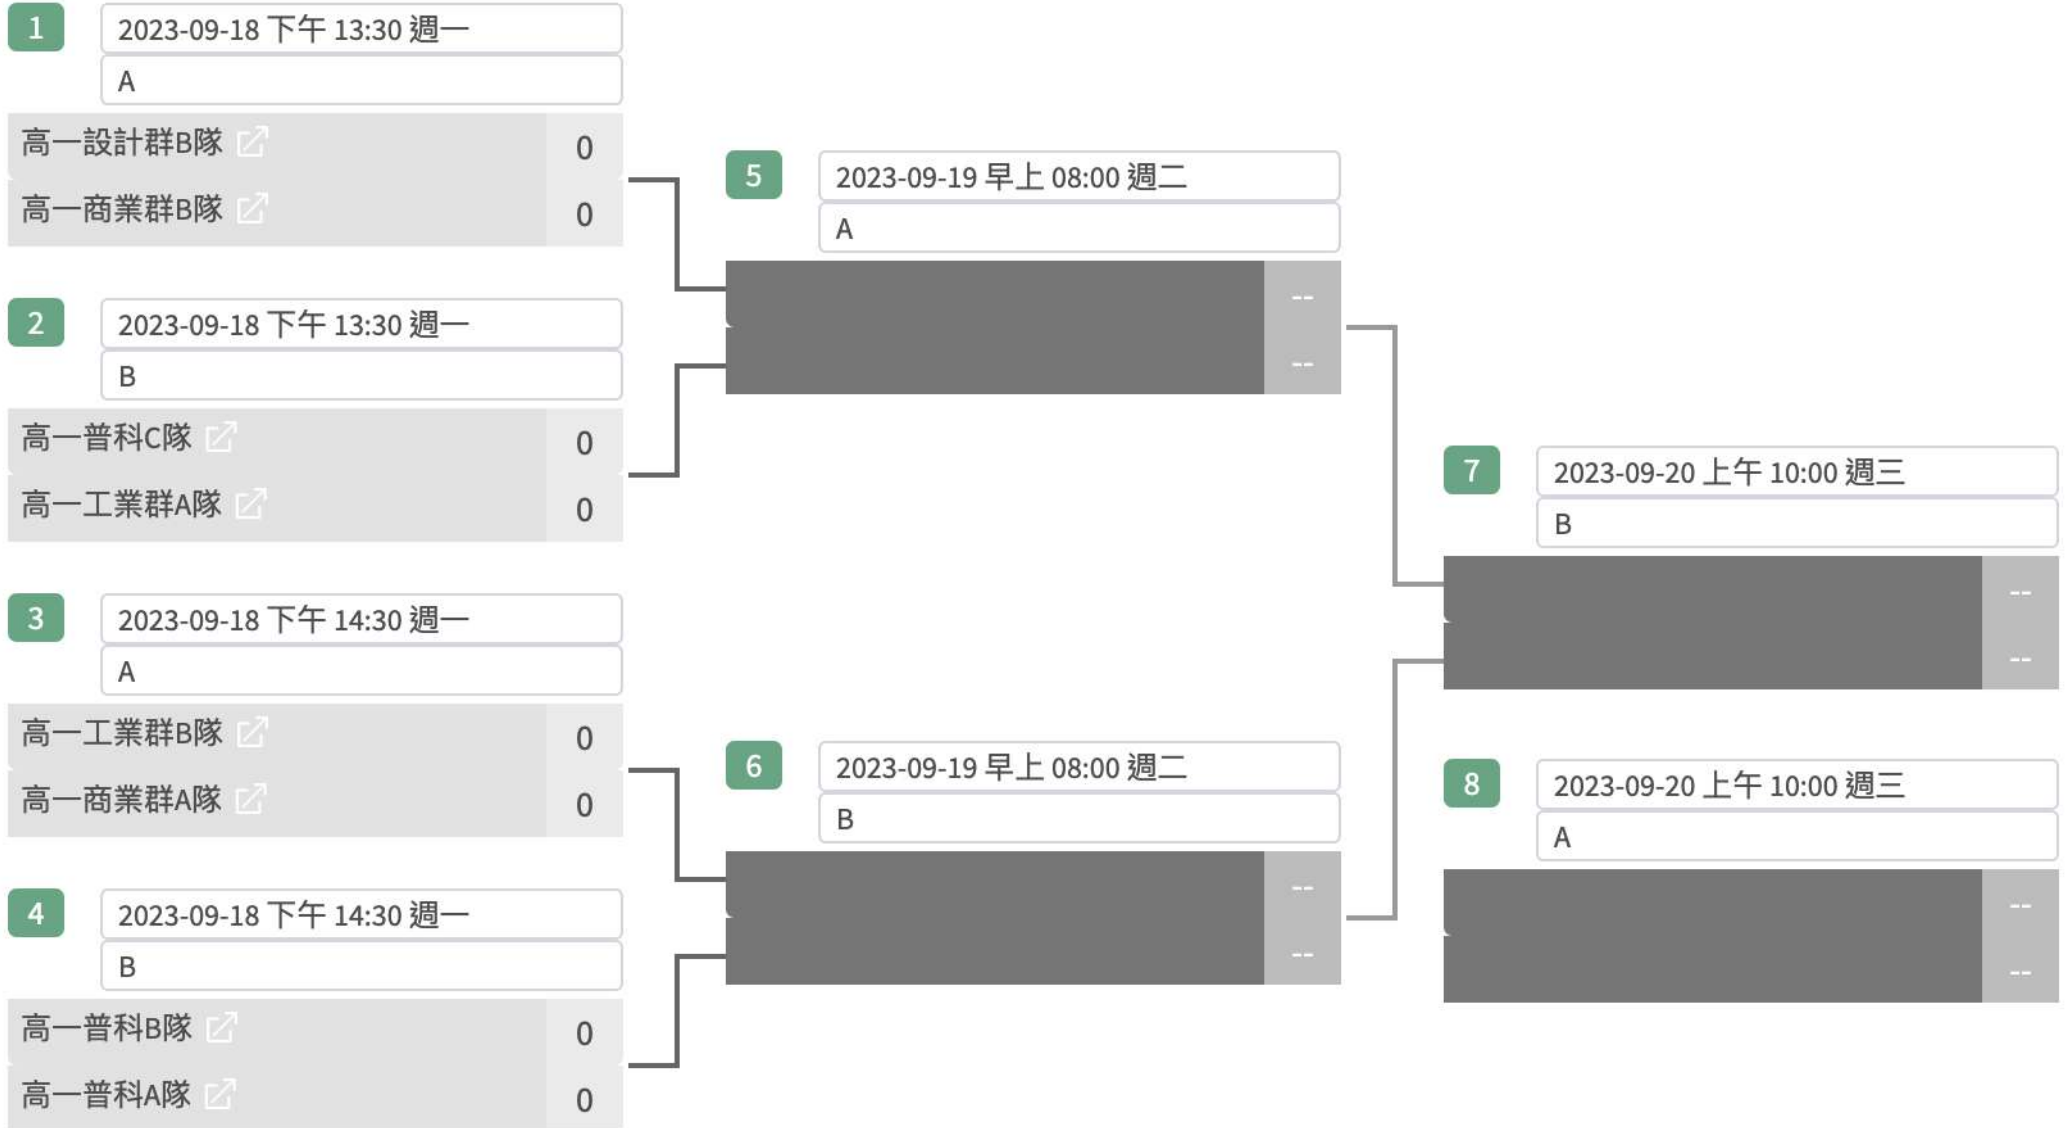 1
2023-09-18 下午 13:30 週一
A
高一設計群B隊 0
高一商業群B隊 0
2
2023-09-18 下午 13:30 週一
B
高一普科C隊 0
高一工業群A隊 0
3
2023-09-18 下午 14:30 週一
A
高一工業群B隊 0
高一商業群A隊 0
4
2023-09-18 下午 14:30 週一
B
高一普科B隊 0
高一普科A隊 0
5
2023-09-19 早上 08:00 週二
A
--
--
6
2023-09-19 早上 08:00 週二
B
--
--
7
2023-09-20 上午 10:00 週三
B
--
--
8
2023-09-20 上午 10:00 週三
A
--
--